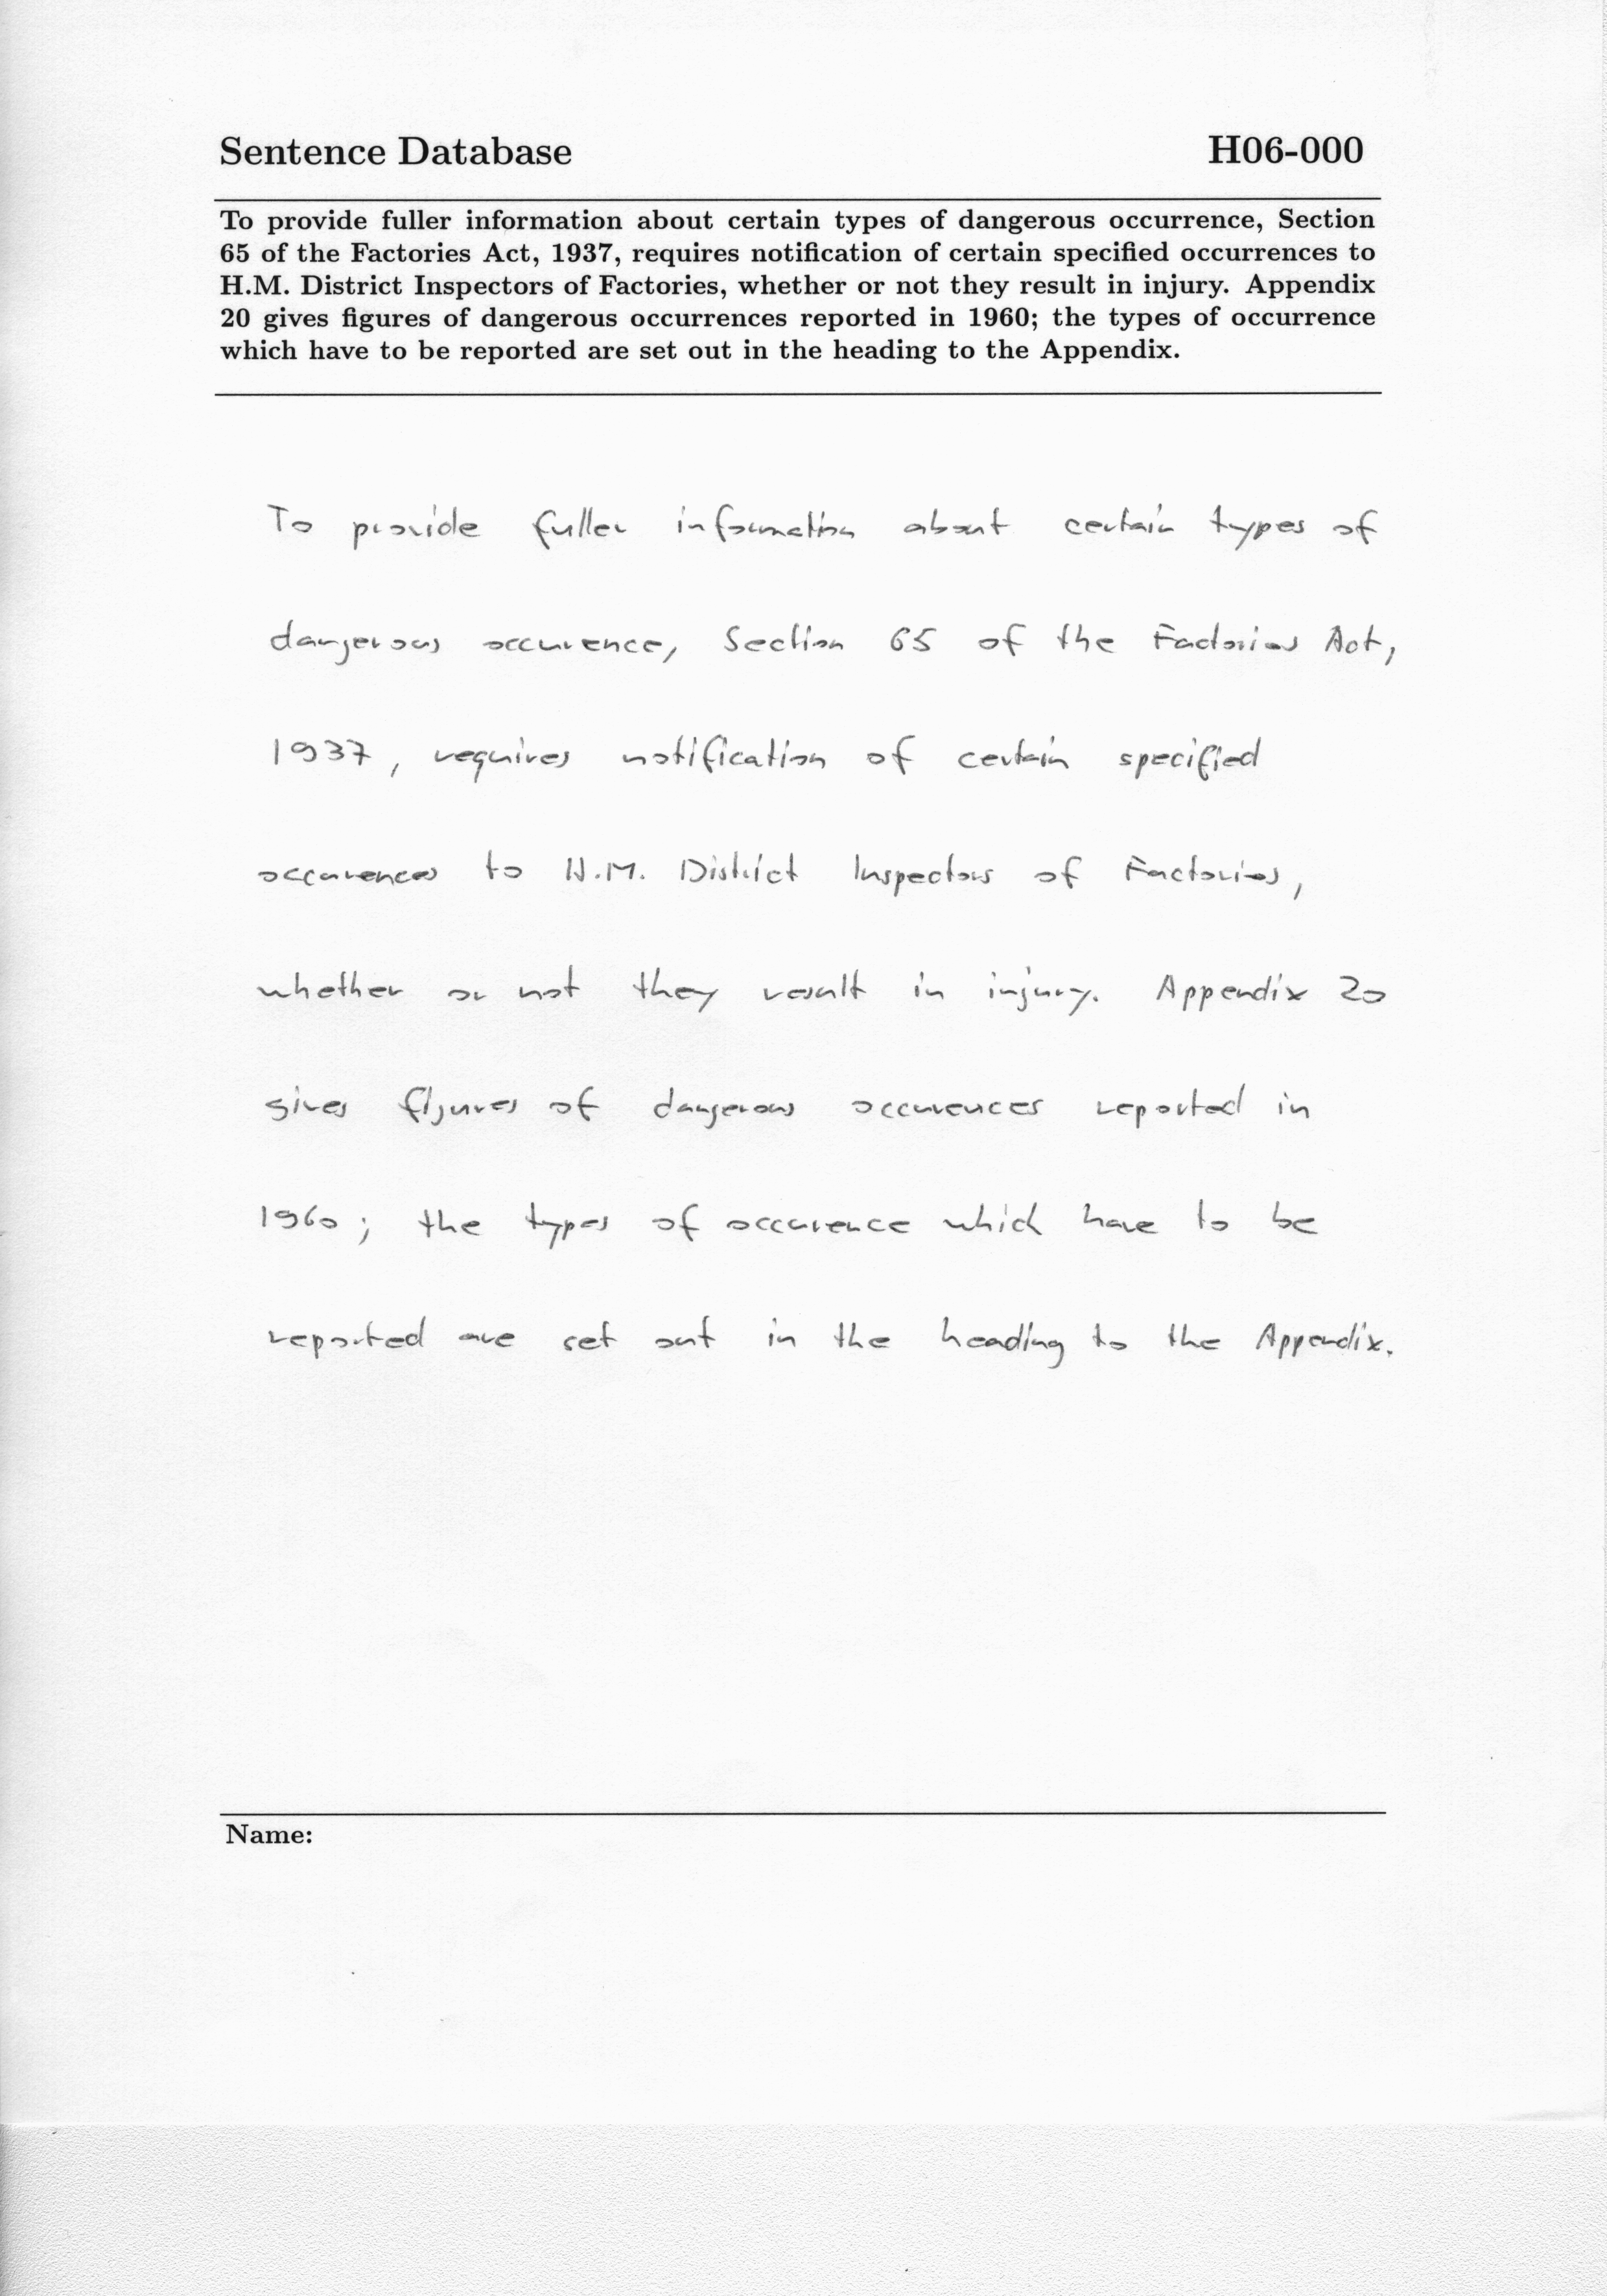 Sentence Database H06-000
To provide fuller information about certain types of dangerous occurrence, Section
65 of the Factories Act, 1937, requires notification of certain specified occurrences to
H.M. District Inspectors of Factories, whether or not they result in injury. Appendix
20 gives figures of dangerous occurrences reported in 1960; the types of occurrence
which have to be reported are set out in the heading to the Appendix.
To provide fuller information about certain types of
dangerous occurence, Section 65 of the Factories Act,
1937, requires notification of certain specified
occurences to H.M. District Inspectors of Factories,
whether or not they result in injury. Appendix 20
gives figures of dangerous occurences reported in
1960; the types of occurence which have to be
reported are set out in the heading to the Appendix.
Name: